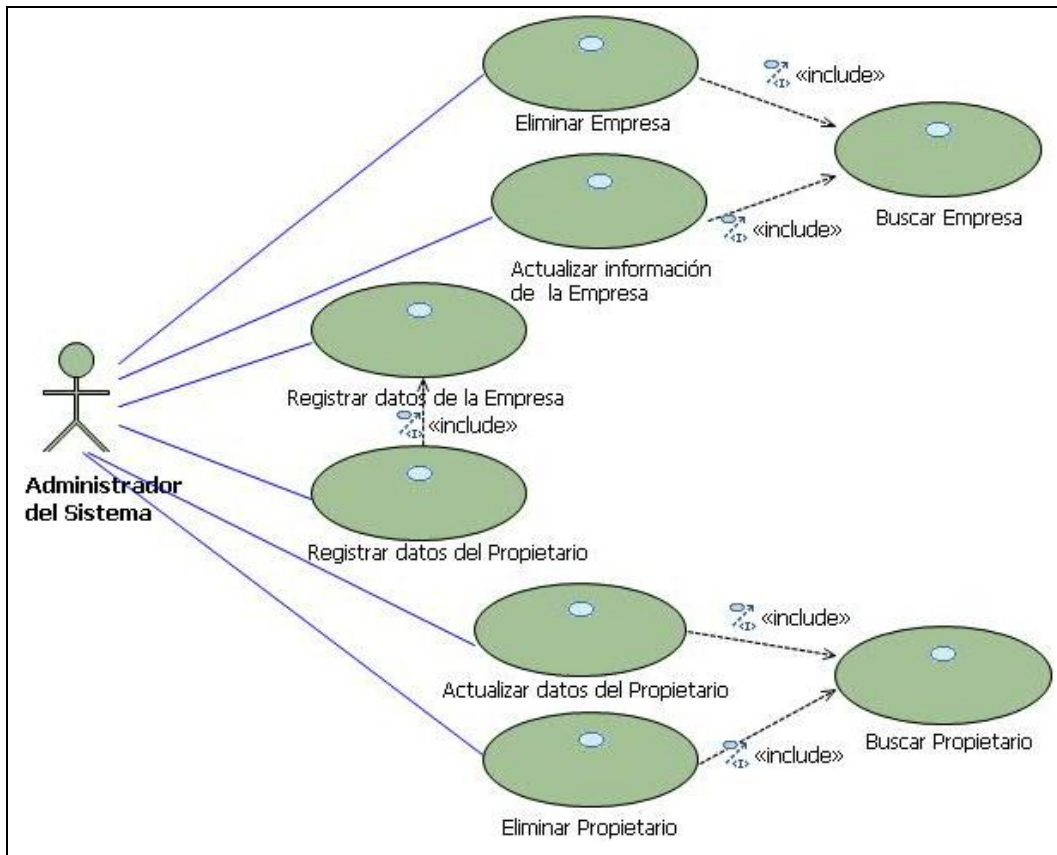 «include»
Eliminar Empresa
Buscar Empresa
«include»
Actualizar información
de la Empresa
Registrar datos de la Empresa
«include»
Administrador
del Sistema
Registrar datos del Propietario
«include»
Actualizar datos del Propietario
Buscar Propietario
«include»
Eliminar Propietario